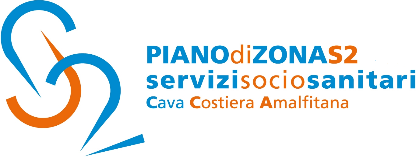 PIANOdiZONAS2
servizisociosanitari
Cava Costiera Amalfitana